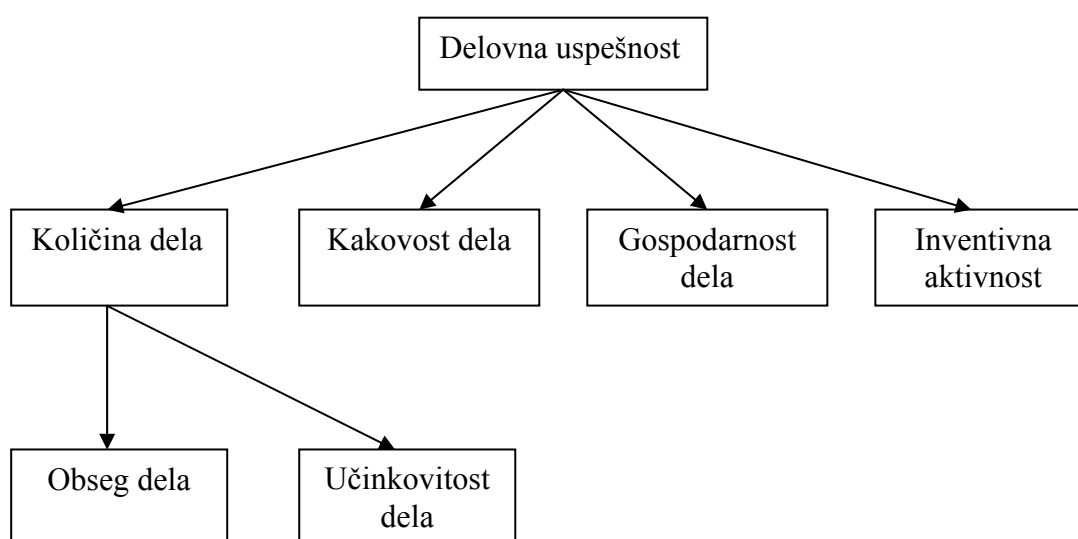 Delovna uspešnost
Količina dela
Kakovost dela
Gospodarnost
dela
Inventivna
aktivnost
Obseg dela
Učinkovitost
dela